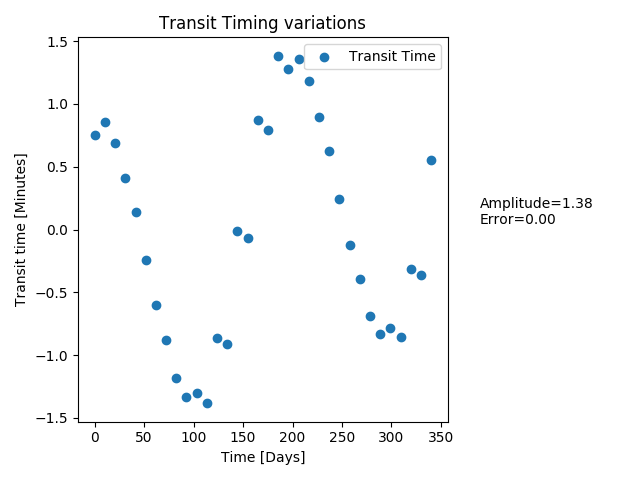 Transit Timing variations
Transit Time
1.5
1.0
0.5
0.0
−0.5
−1.0
−1.5
Transit time [Minutes]
Amplitude=1.38
Error=0.00
0 50 100 150 200 250 300 350
Time [Days]